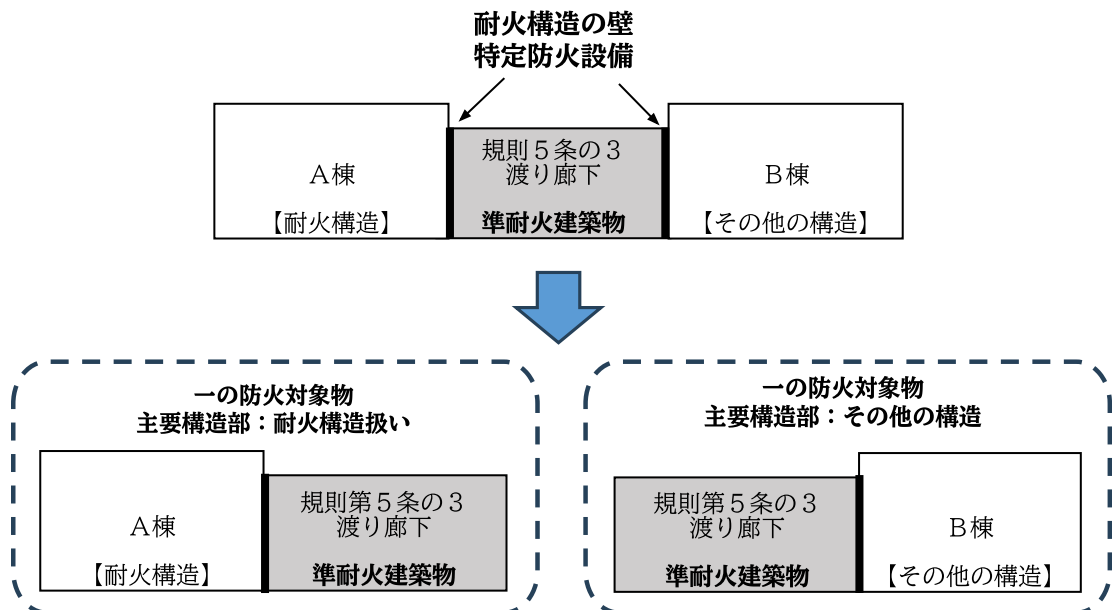 耐火構造の壁
特定防火設備
規則５条の３
渡り廊下
準耐火建築物
Ａ棟
【耐火構造】
Ｂ棟
【その他の構造】
一の防火対象物
主要構造部：耐火構造扱い
Ａ棟
【耐火構造】
規則第５条の３
渡り廊下
準耐火建築物
一の防火対象物
主要構造部：その他の構造
規則第５条の３
渡り廊下
準耐火建築物
Ｂ棟
【その他の構造】